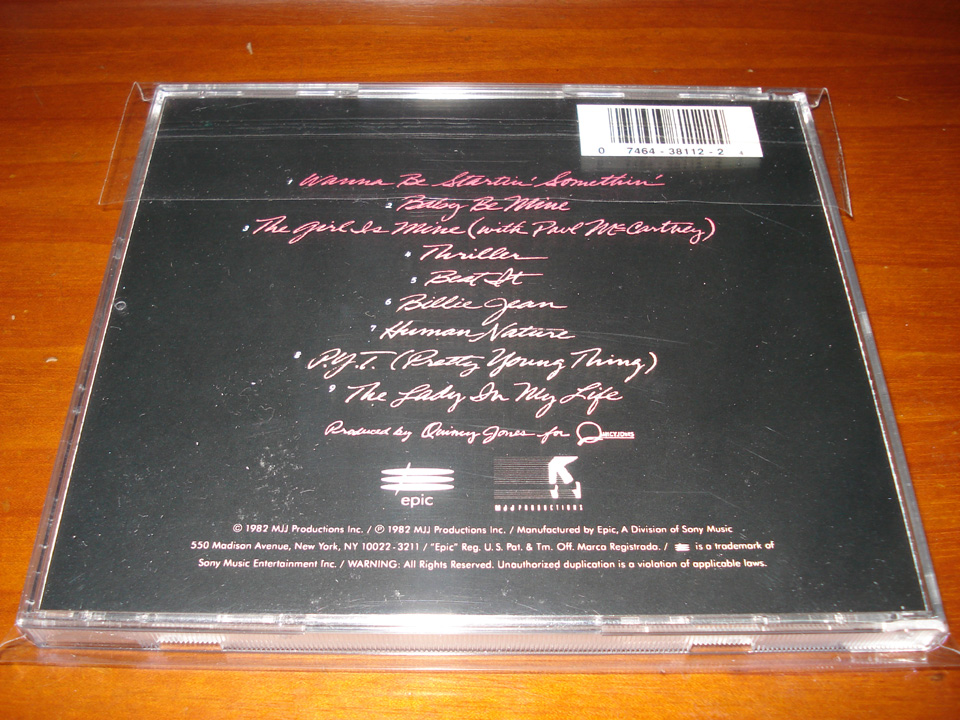 0 7464-38112-2 4
1 Wanna Be Startin' Somethin'
2 Baby Be Mine
3 The Girl Is Mine (with Paul McCartney)
4 Thriller
5 Beat It
6 Billie Jean
7 Human Nature
8 P.Y.T. (Pretty Young Thing)
9 The Lady In My Life
Produced by Quincy Jones for
epic
MJJ PRODUCTIONS
© 1982 MJJ Productions Inc. / ℗ 1982 MJJ Productions Inc. / Manufactured by Epic, A Division of Sony Music
550 Madison Avenue, New York, NY 10022-3211 / "Epic" Reg. U.S. Pat. & Tm. Off. Marca Registrada. / is a trademark of
Sony Music Entertainment Inc. / WARNING: All Rights Reserved. Unauthorized duplication is a violation of applicable laws.